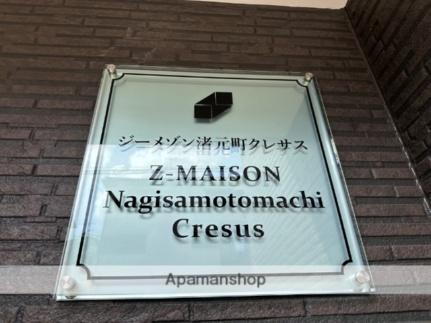 ジーメゾン渚元町クレサス
Z-MAISON
Nagisamotomachi
Cresus
Apamanshop